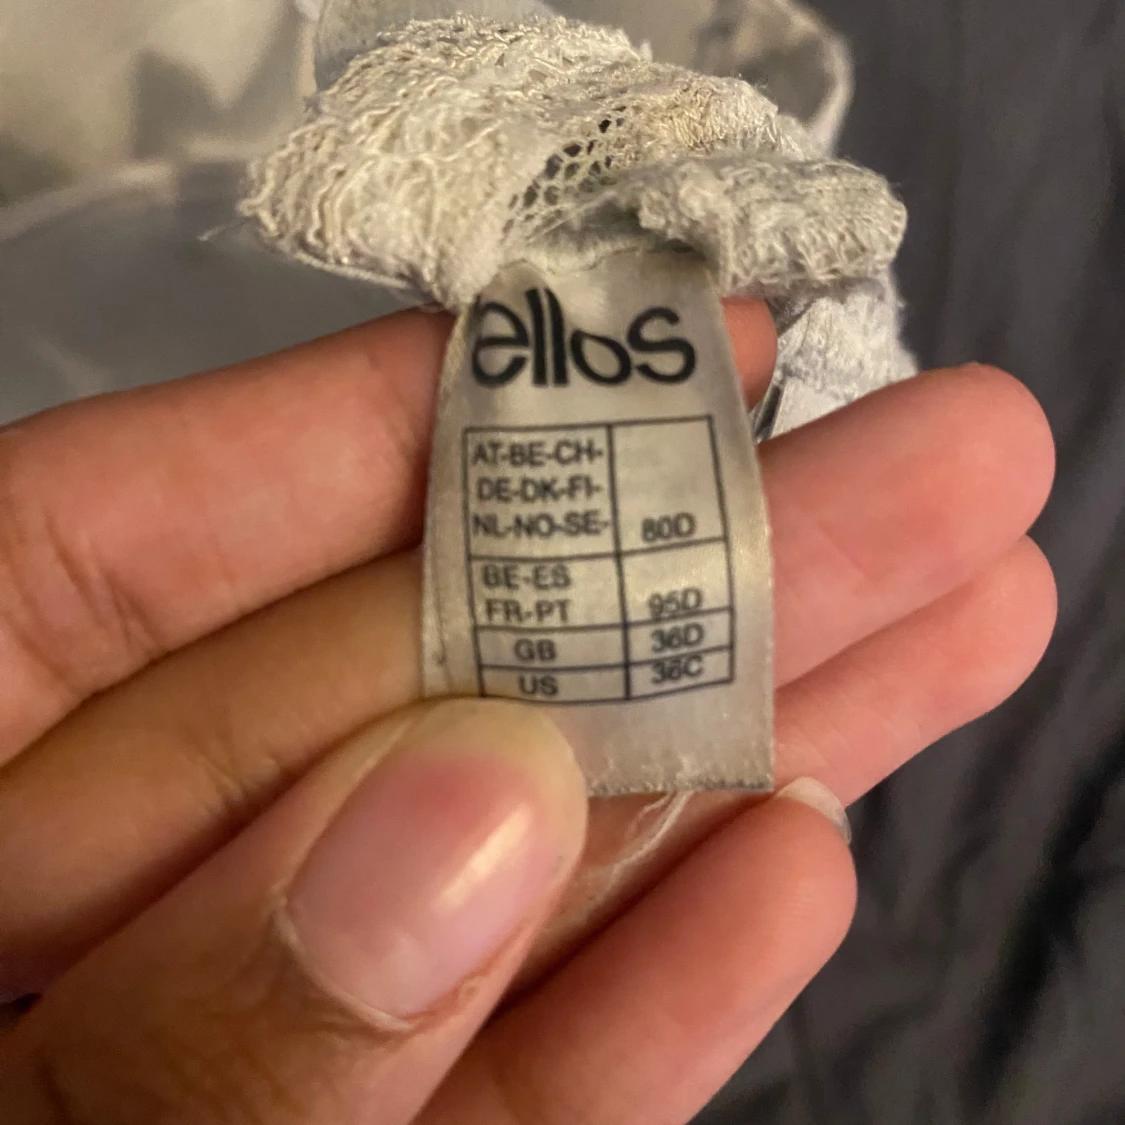 ellos
AT-BE-CH-
DE-DK-FI-
NL-NO-SE- 80D
BE-ES
FR-PT 95D
GB 36D
US 36C